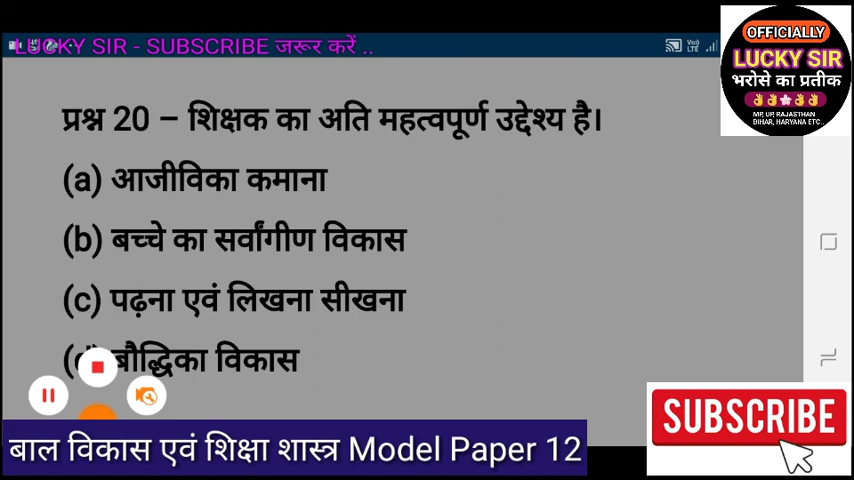 LUCKY SIR - SUBSCRIBE जरूर करें ..
OFFICIALLY
LUCKY SIR
भरोसे का प्रतीक
MP, UP, RAJASTHAN
BIHAR, HARYANA ETC..
प्रश्न 20 – शिक्षक का अति महत्वपूर्ण उद्देश्य है।
(a) आजीविका कमाना
(b) बच्चे का सर्वांगीण विकास
(c) पढ़ना एवं लिखना सीखना
बौद्धिका विकास
SUBSCRIBE
बाल विकास एवं शिक्षा शास्त्र Model Paper 12